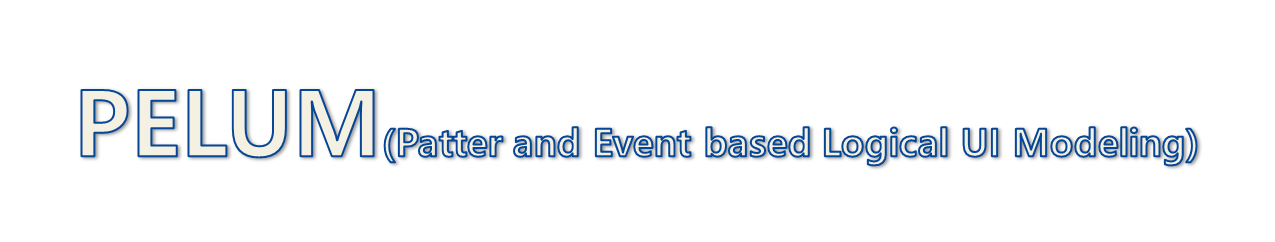 PELUM(Patter and Event based Logical UI Modeling)